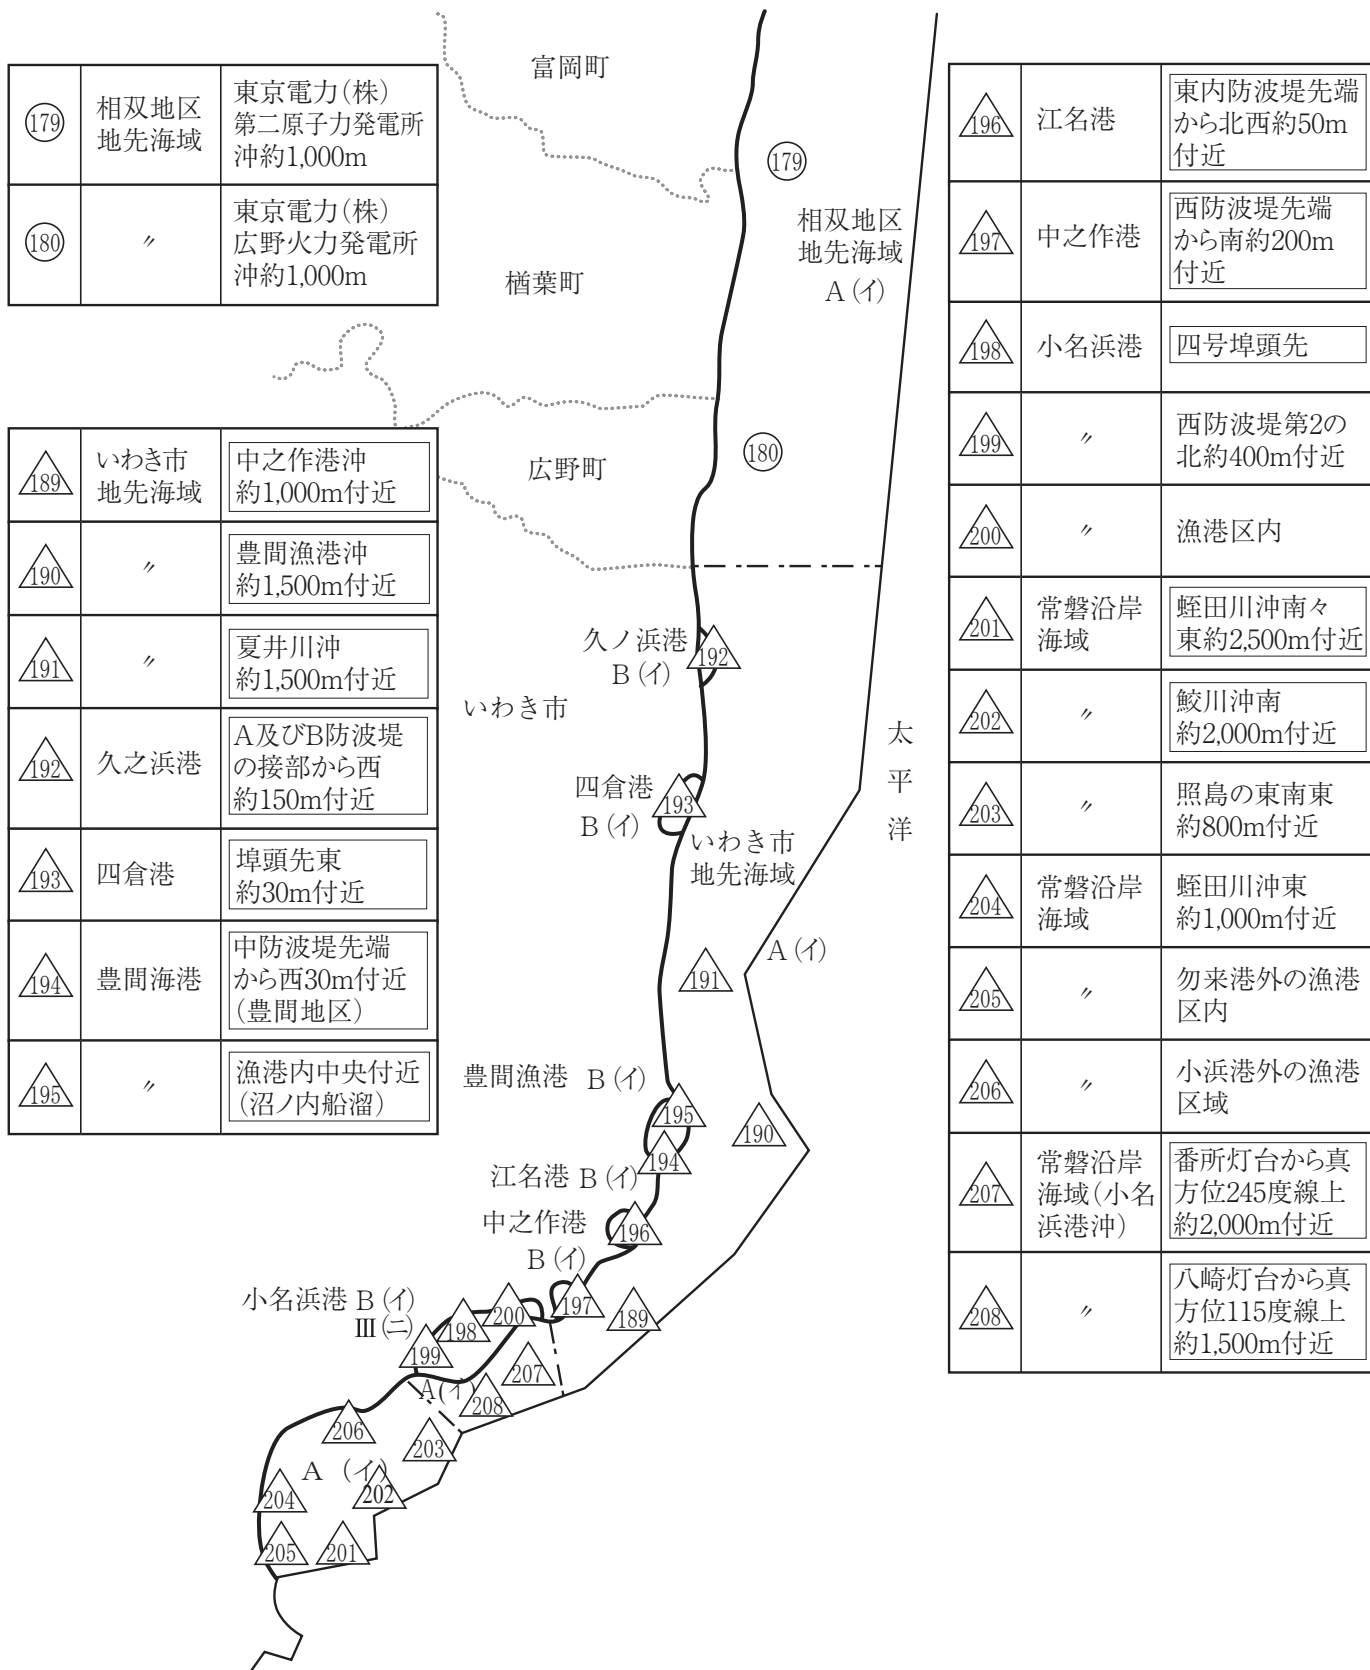 179
相双地区
地先海域
東京電力(株)
第二原子力発電所
沖約1,000m
180
〃
東京電力(株)
広野火力発電所
沖約1,000m
189
いわき市
地先海域
中之作港沖
約1,000m付近
190
〃
豊間漁港沖
約1,500m付近
191
〃
夏井川沖
約1,500m付近
192
久之浜港
A及びB防波堤
の接部から西
約150m付近
193
四倉港
埠頭先東
約30m付近
194
豊間海港
中防波堤先端
から西30m付近
(豊間地区)
195
〃
漁港内中央付近
(沼ノ内船溜)
富岡町
179
相双地区
地先海域
A(イ)
楢葉町
180
広野町
久ノ浜港
B(イ)
192
いわき市
太
平
洋
四倉港
B(イ)
193
いわき市
地先海域
A(イ)
191
豊間漁港 B(イ)
195
190
194
江名港 B(イ)
中之作港
196
B(イ)
小名浜港 B(イ)
Ⅲ(ニ)
198
200
197
189
199
207
A(イ)
208
206
203
A (イ)
204
202
205
201
196
江名港
東内防波堤先端
から北西約50m
付近
197
中之作港
西防波堤先端
から南約200m
付近
198
小名浜港
四号埠頭先
199
〃
西防波堤第2の
北約400m付近
200
〃
漁港区内
201
常磐沿岸
海域
蛭田川沖南々
東約2,500m付近
202
〃
鮫川沖南
約2,000m付近
203
〃
照島の東南東
約800m付近
204
常磐沿岸
海域
蛭田川沖東
約1,000m付近
205
〃
勿来港外の漁港
区内
206
〃
小浜港外の漁港
区域
207
常磐沿岸
海域(小名
浜港沖)
番所灯台から真
方位245度線上
約2,000m付近
208
〃
八崎灯台から真
方位115度線上
約1,500m付近